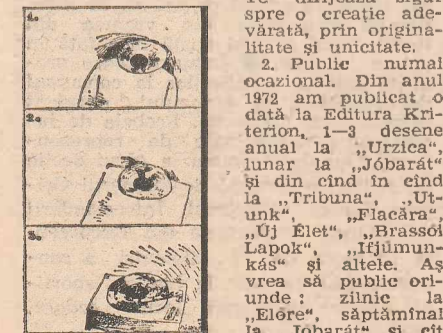 1.
2.
3.
spre o creație ade-
vărată, prin origina-
litate și unicitate.
2. Public numai
ocazional. Din anul
1972 am publicat o
dată la Editura Kri-
terion, 1—3 desene
anual la „Urzica“,
lunar la „Jóbarát“
și din cînd în cînd
la „Tribuna“, „Ut-
unk“, „Flacăra“,
„Új Élet“, „Brassói
Lapok“, „Ifjúmun-
kás“ și altele. Aș
vrea să public ori-
unde : zilnic la
„Előre“, săptămînal
la „Jóbarát“ și